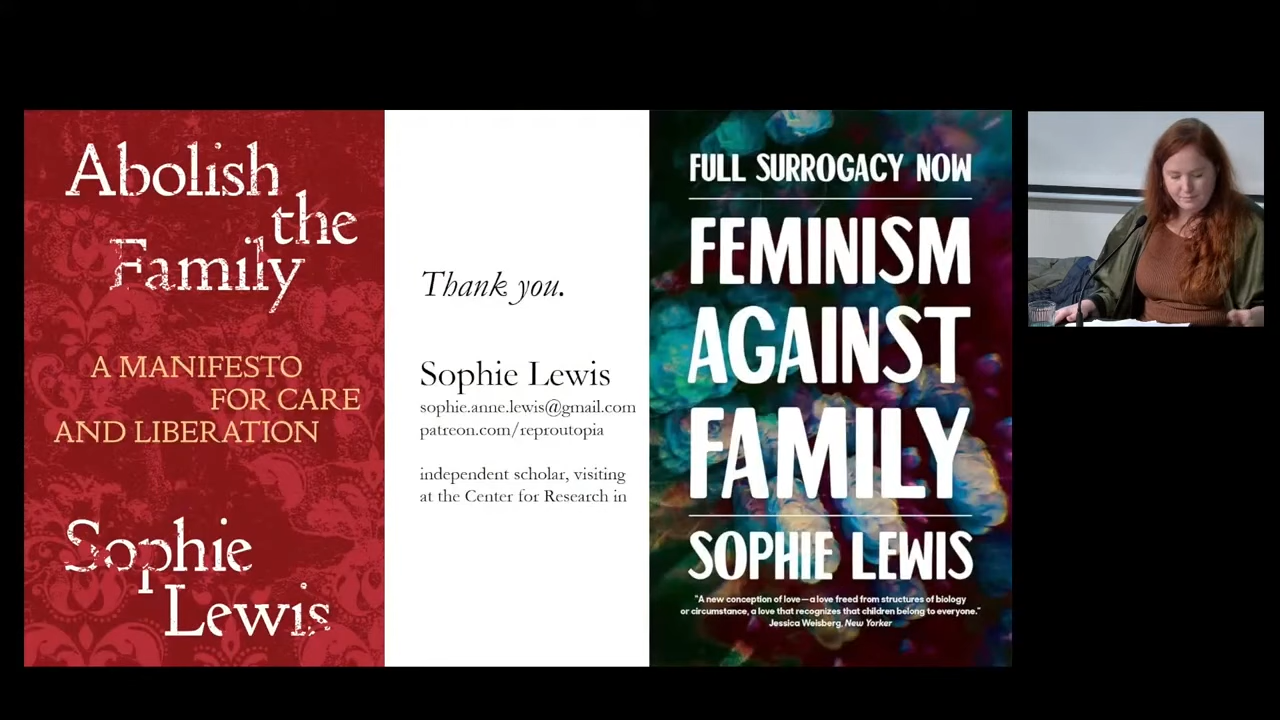 Abolish
the
Family
A MANIFESTO
FOR CARE
AND LIBERATION
Sophie
Lewis
Thank you.
Sophie Lewis
sophie.anne.lewis@gmail.com
patreon.com/reproutopia
independent scholar, visiting
at the Center for Research in
FULL SURROGACY NOW
FEMINISM
AGAINST
FAMILY
SOPHIE LEWIS
"A new conception of love—a love freed from structures of biology
or circumstance, a love that recognizes that children belong to everyone."
Jessica Weisberg, New Yorker